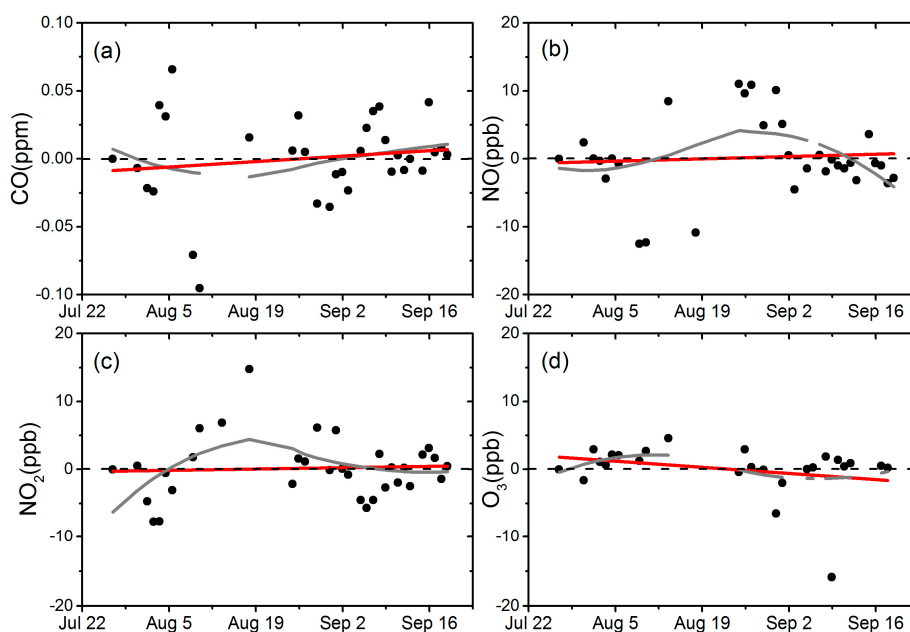 (a)
CO(ppm)
0.10
0.05
0.00
-0.05
-0.10
Jul 22 Aug 5 Aug 19 Sep 2 Sep 16
(b)
NO(ppb)
20
10
0
-10
-20
Jul 22 Aug 5 Aug 19 Sep 2 Sep 16
(c)
NO₂(ppb)
20
10
0
-10
-20
Jul 22 Aug 5 Aug 19 Sep 2 Sep 16
(d)
O₃(ppb)
20
10
0
-10
-20
Jul 22 Aug 5 Aug 19 Sep 2 Sep 16